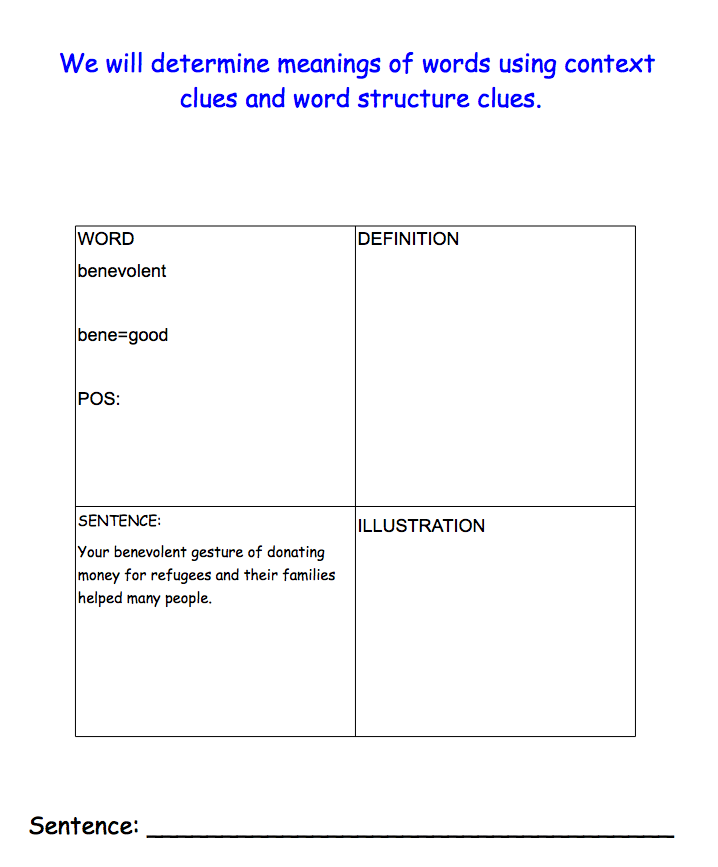 We will determine meanings of words using context
clues and word structure clues.
WORD
benevolent
bene=good
POS:
DEFINITION
SENTENCE:
Your benevolent gesture of donating
money for refugees and their families
helped many people.
ILLUSTRATION
Sentence: ___________________________________